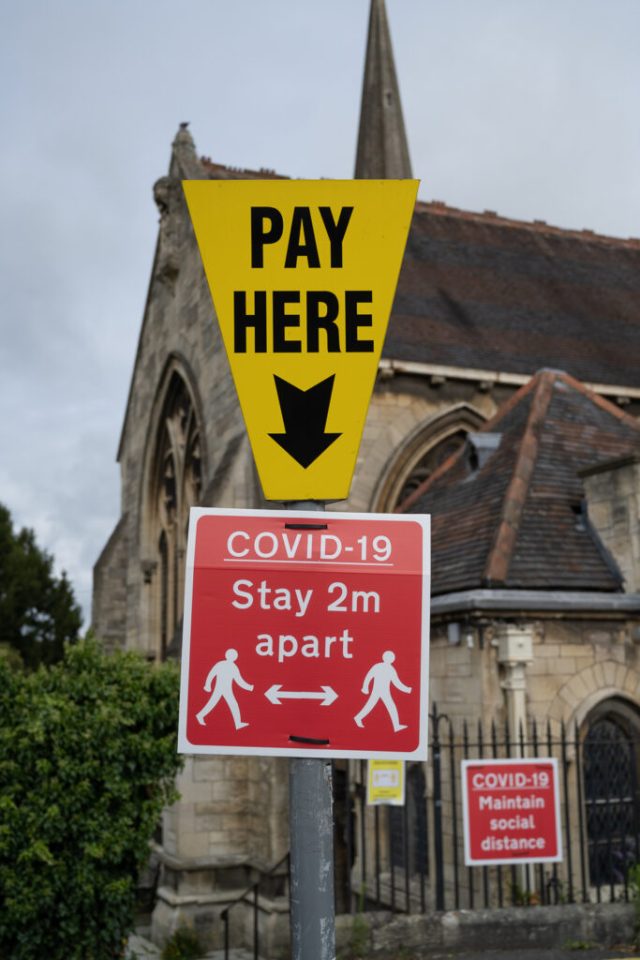 PAY
HERE
COVID-19
Stay 2m
apart
COVID-19
Maintain
social
distance